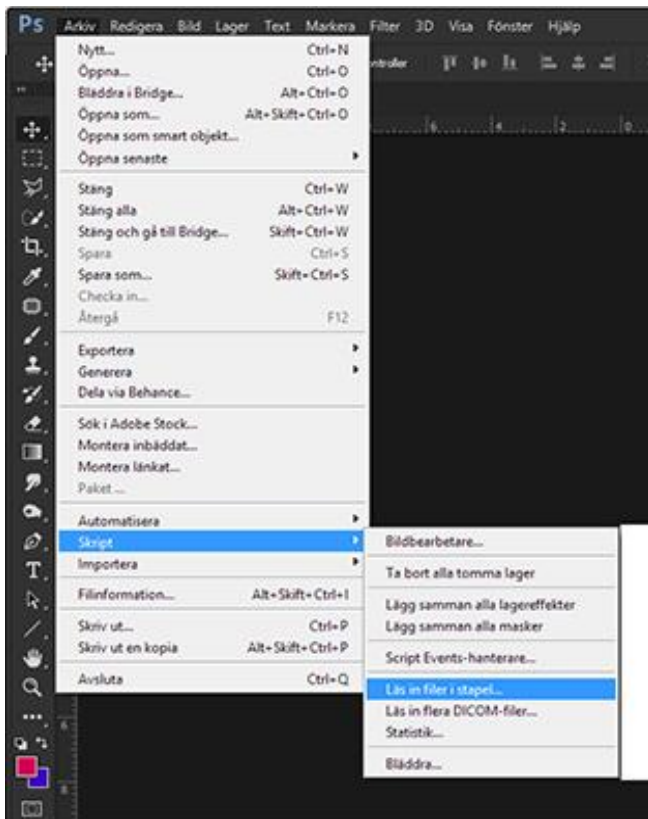 Ps Arkiv Redigera Bild Lager Text Markera Filter 3D Visa Fönster Hjälp
Nytt... Ctrl+N
Öppna... Ctrl+O
Bläddra i Bridge... Alt+Ctrl+O
Öppna som... Alt+Skift+Ctrl+O
Öppna som smart objekt...
Öppna senaste
Stäng Ctrl+W
Stäng alla Alt+Ctrl+W
Stäng och gå till Bridge... Skift+Ctrl+W
Spara Ctrl+S
Spara som... Skift+Ctrl+S
Checka in...
Återgå F12
Exportera
Generera
Dela via Behance...
Sök i Adobe Stock...
Montera inbäddat...
Montera länkat...
Paket ...
Automatisera
Skript
Importera
Filinformation... Alt+Skift+Ctrl+I
Skriv ut... Ctrl+P
Skriv ut en kopia Alt+Skift+Ctrl+P
Avsluta Ctrl+Q
Bildbearbetare...
Ta bort alla tomma lager
Lägg samman alla lagereffekter
Lägg samman alla masker
Script Events-hanterare...
Läs in filer i stapel...
Läs in flera DICOM-filer...
Statistik...
Bläddra...
6 4 2 0
6
8